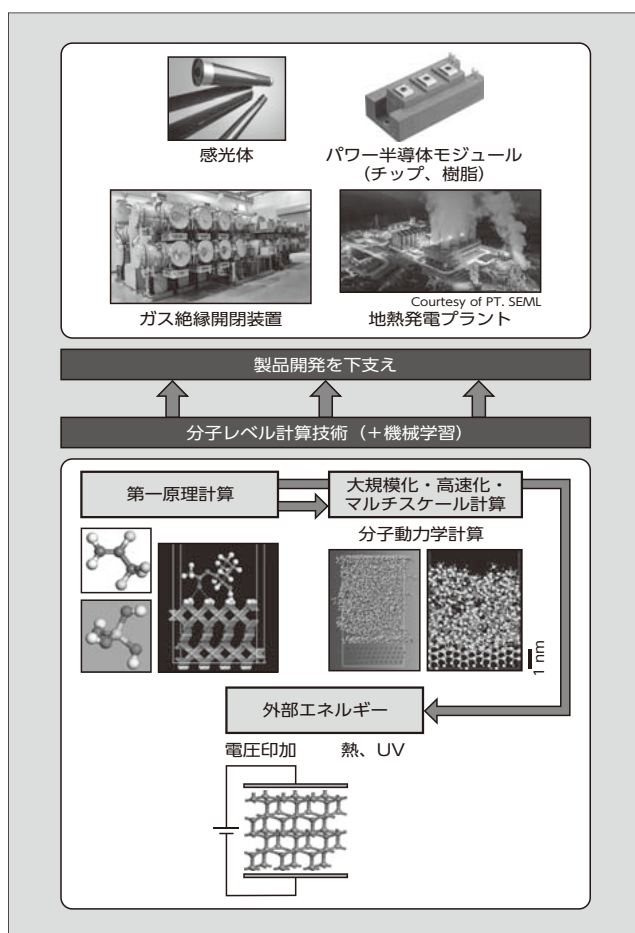 感光体
パワー半導体モジュール
（チップ、樹脂）
ガス絶縁開閉装置
Courtesy of PT. SEML
地熱発電プラント
製品開発を下支え
分子レベル計算技術（＋機械学習）
第一原理計算
大規模化・高速化・
マルチスケール計算
分子動力学計算
1 nm
外部エネルギー
電圧印加
熱、UV